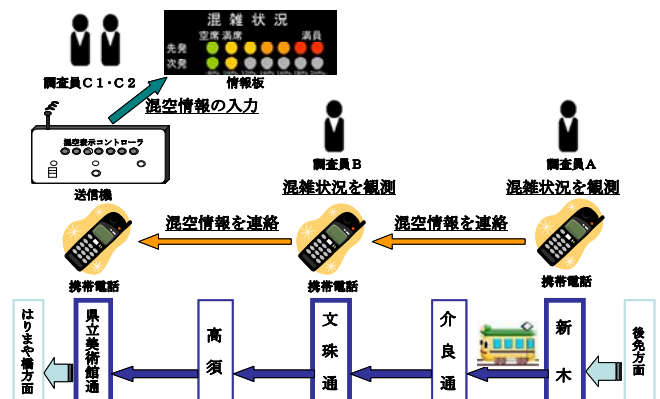 混雑状況
空席 満席 満員
先発
次発
情報板
調査員C1・C2
混空情報の入力
混空表示コントローラ
送信機
調査員B
混雑状況を観測
調査員A
混雑状況を観測
混空情報を連絡
混空情報を連絡
携帯電話
携帯電話
携帯電話
はりまや橋方面
県立美術館通
高須
文珠通
介良通
新木
後免方面